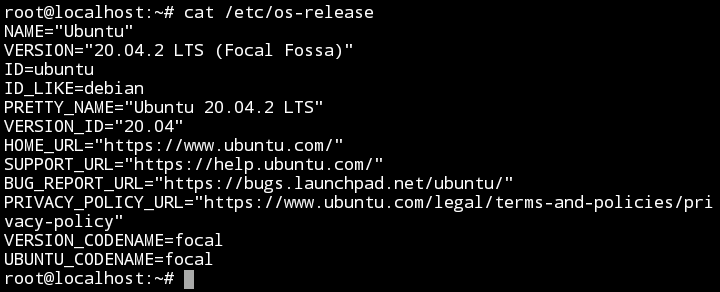 root@localhost:~# cat /etc/os-release
NAME="Ubuntu"
VERSION="20.04.2 LTS (Focal Fossa)"
ID=ubuntu
ID_LIKE=debian
PRETTY_NAME="Ubuntu 20.04.2 LTS"
VERSION_ID="20.04"
HOME_URL="https://www.ubuntu.com/"
SUPPORT_URL="https://help.ubuntu.com/"
BUG_REPORT_URL="https://bugs.launchpad.net/ubuntu/"
PRIVACY_POLICY_URL="https://www.ubuntu.com/legal/terms-and-policies/pri
vacy-policy"
VERSION_CODENAME=focal
UBUNTU_CODENAME=focal
root@localhost:~#